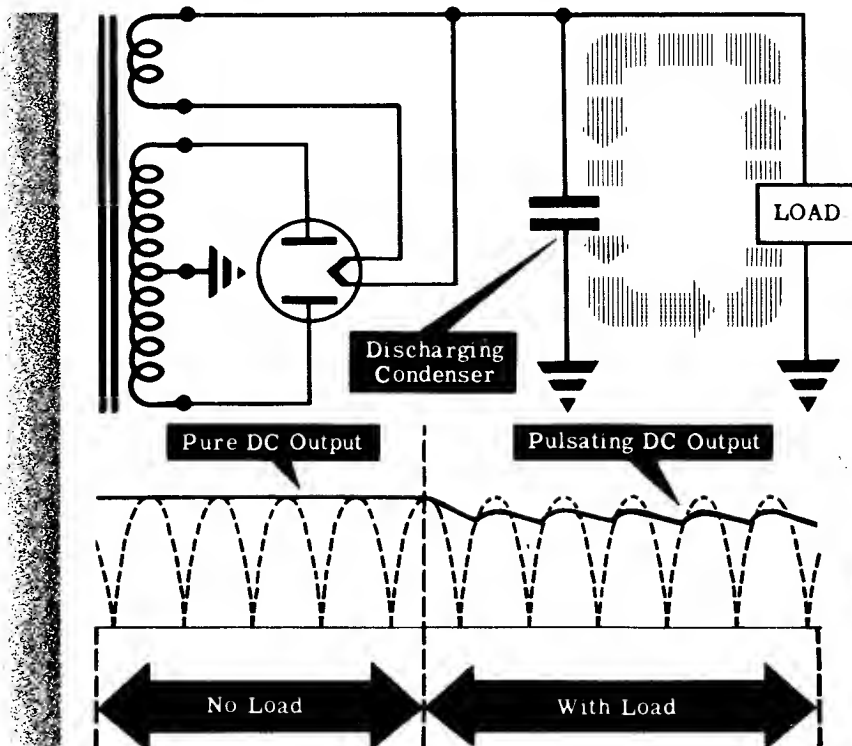 LOAD
Discharging
Condenser
Pure DC Output
Pulsating DC Output
No Load
With Load